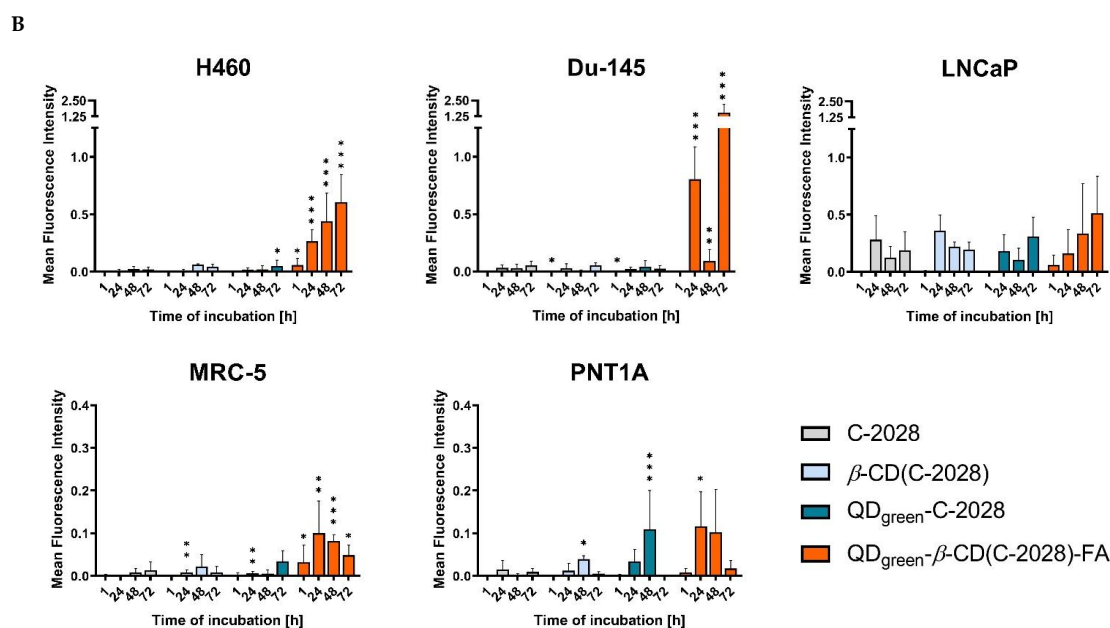 B
H460
Mean Fluorescence Intensity
2.50
1.25
1.0
0.5
0.0
* * * * * * * * * * *
1 24 48 72 1 24 48 72 1 24 48 72 1 24 48 72
Time of incubation [h]
Du-145
Mean Fluorescence Intensity
2.50
1.25
1.0
0.5
0.0
* * * * * * * * * *
1 24 48 72 1 24 48 72 1 24 48 72 1 24 48 72
Time of incubation [h]
LNCaP
Mean Fluorescence Intensity
2.50
1.25
1.0
0.5
0.0
1 24 48 72 1 24 48 72 1 24 48 72 1 24 48 72
Time of incubation [h]
MRC-5
Mean Fluorescence Intensity
0.4
0.3
0.2
0.1
0.0
* * * * * * * * * * *
1 24 48 72 1 24 48 72 1 24 48 72 1 24 48 72
Time of incubation [h]
PNT1A
Mean Fluorescence Intensity
0.4
0.3
0.2
0.1
0.0
* * * * *
1 24 48 72 1 24 48 72 1 24 48 72 1 24 48 72
Time of incubation [h]
C-2028
β-CD(C-2028)
QDgreen-C-2028
QDgreen-β-CD(C-2028)-FA